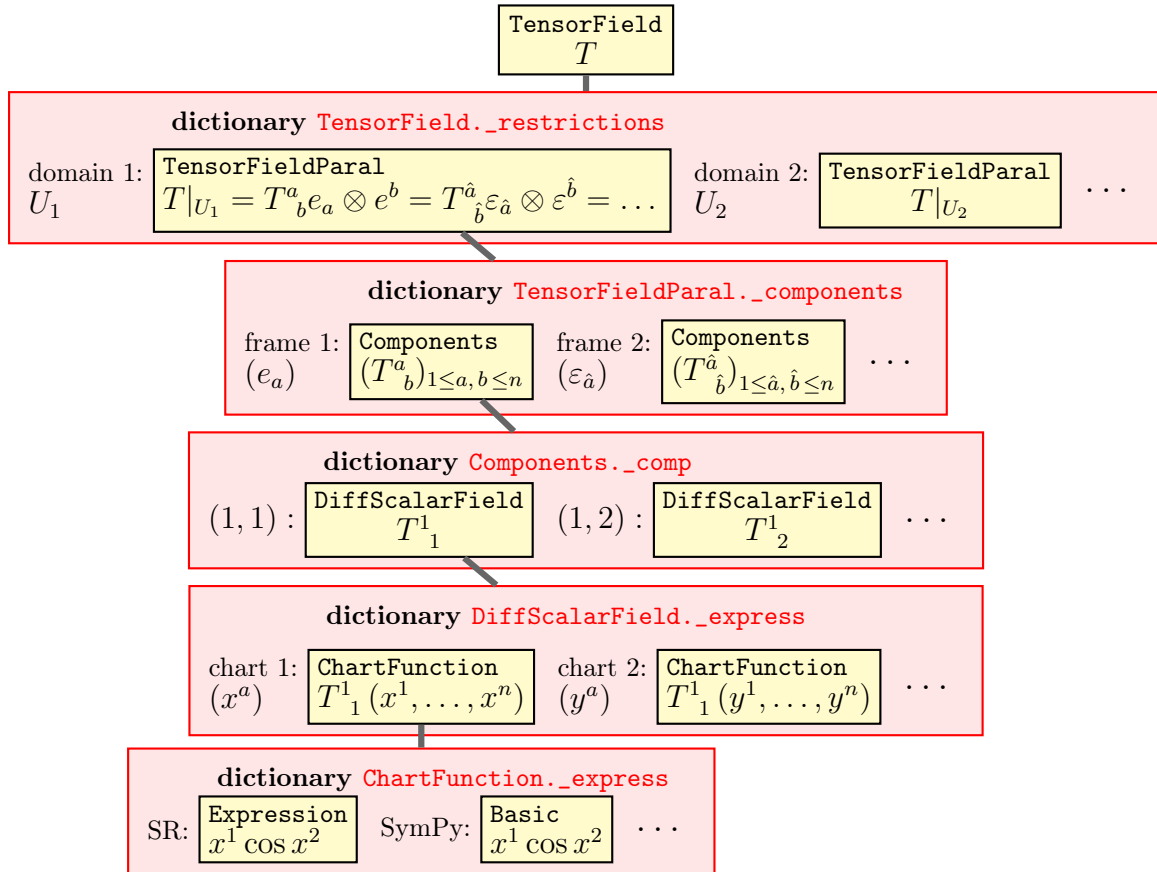 TensorField
T
dictionary TensorField._restrictions
domain 1: TensorFieldParal domain 2: TensorFieldParal
U₁ T|_{U₁} = T^a_b e_a ⊗ e^b = T^â_b̂ ε_â ⊗ ε^b̂ = ... U₂ T|_{U₂} ...
dictionary TensorFieldParal._components
frame 1: Components frame 2: Components
(e_a) (T^a_b)_{1≤a, b≤n} (ε_â) (T^â_b̂)_{1≤â, b̂≤n} ...
dictionary Components._comp
(1, 1) : DiffScalarField (1, 2) : DiffScalarField ...
T^1_1 T^1_2
dictionary DiffScalarField._express
chart 1: ChartFunction chart 2: ChartFunction
(x^a) T^1_1 (x^1, ..., x^n) (y^a) T^1_1 (y^1, ..., y^n) ...
dictionary ChartFunction._express
SR: Expression SymPy: Basic ...
x^1 cos x^2 x^1 cos x^2